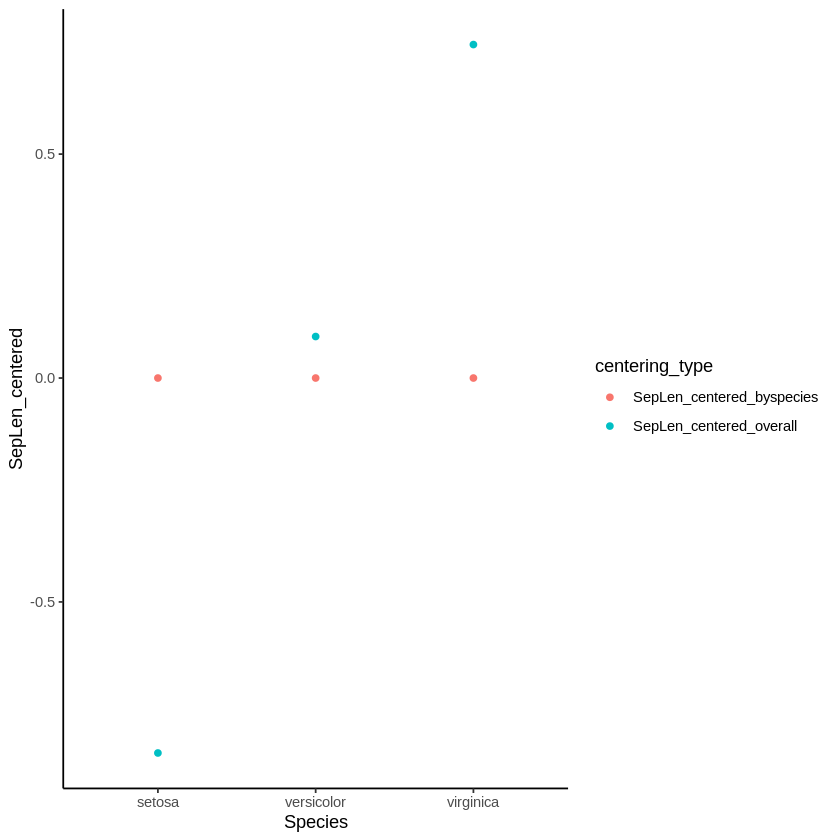 0.5
0.0
-0.5
SepLen_centered
setosa
versicolor
virginica
Species
centering_type
SepLen_centered_byspecies
SepLen_centered_overall